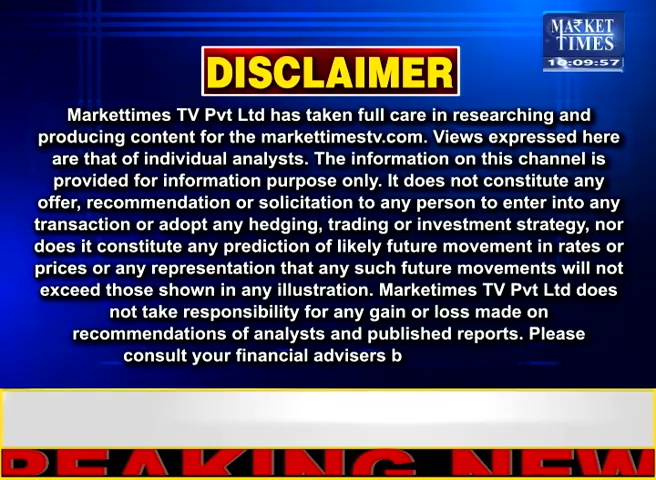 MA₹KET
TIMES
10:09:57
DISCLAIMER
Markettimes TV Pvt Ltd has taken full care in researching and
producing content for the markettimestv.com. Views expressed here
are that of individual analysts. The information on this channel is
provided for information purpose only. It does not constitute any
offer, recommendation or solicitation to any person to enter into any
transaction or adopt any hedging, trading or investment strategy, nor
does it constitute any prediction of likely future movement in rates or
prices or any representation that any such future movements will not
exceed those shown in any illustration. Marketimes TV Pvt Ltd does
not take responsibility for any gain or loss made on
recommendations of analysts and published reports. Please
consult your financial advisers b
BREAKING NEW